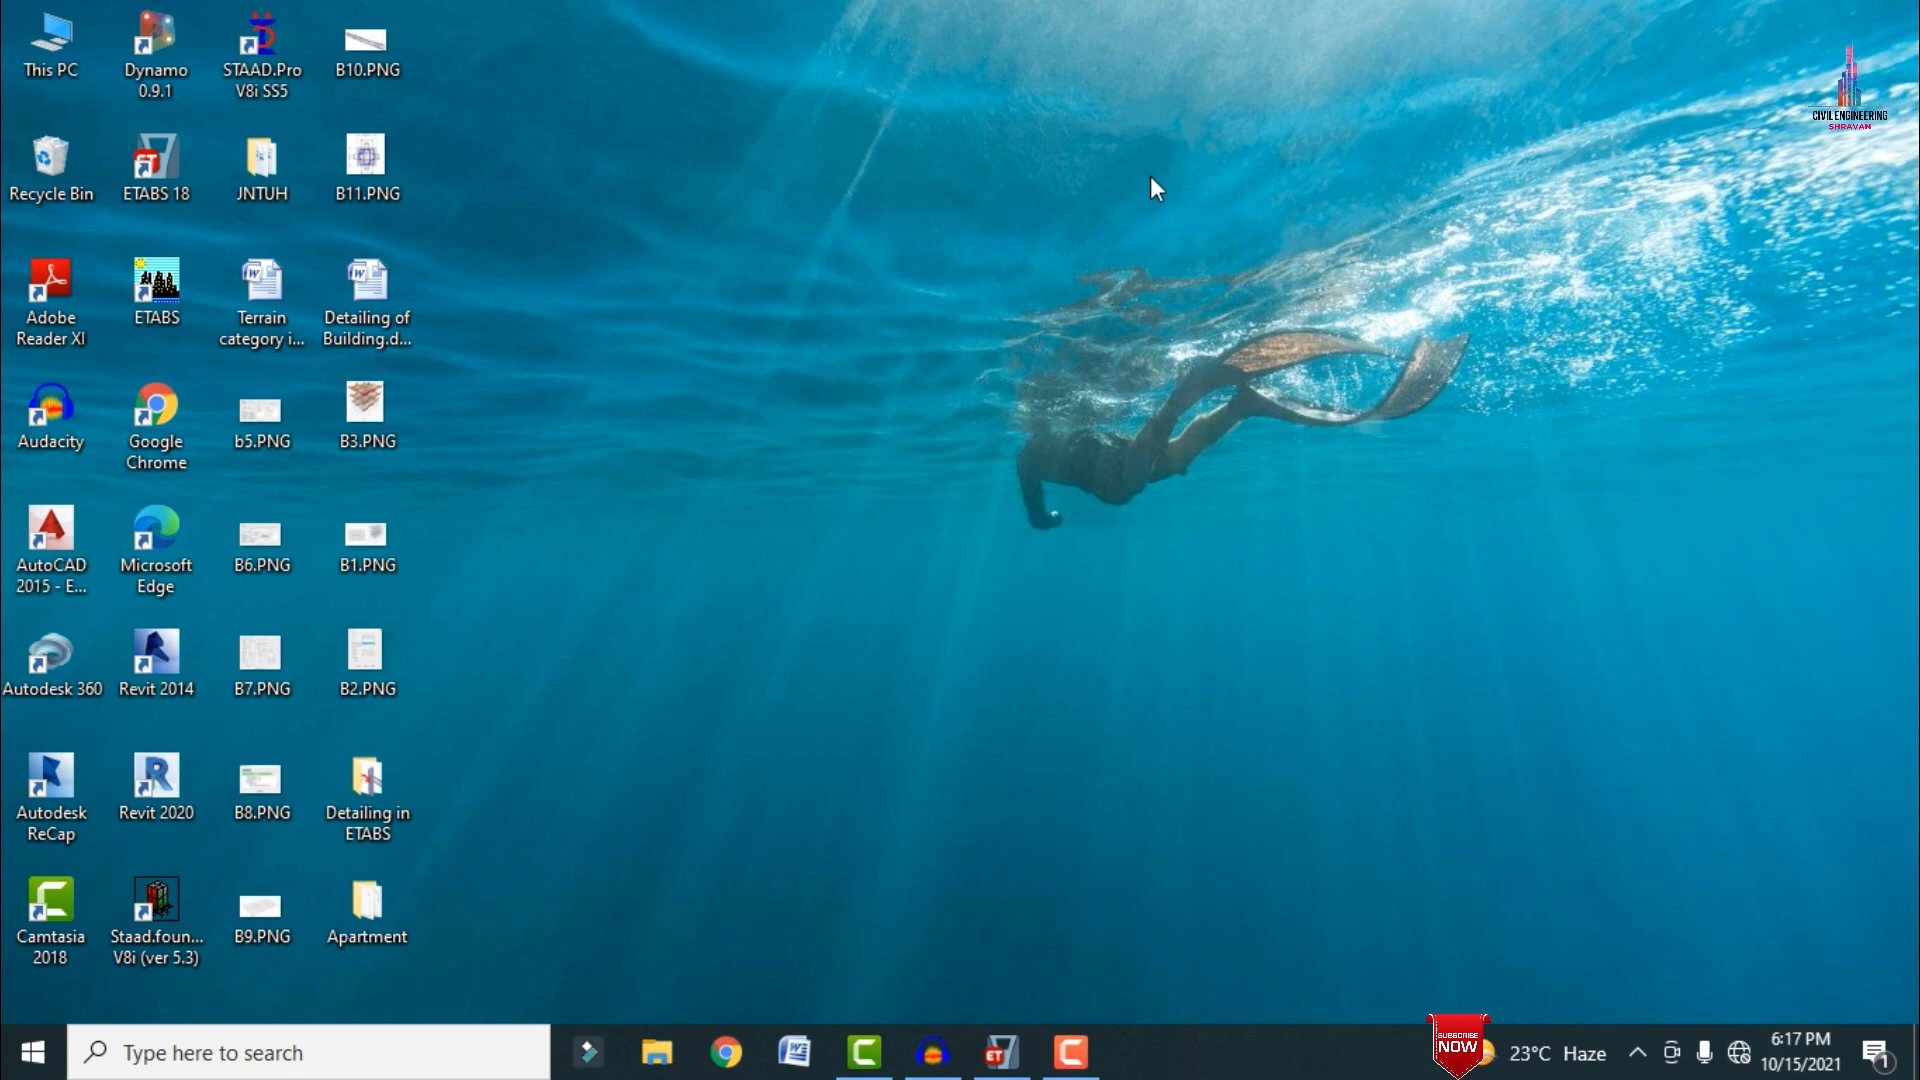 This PC
Dynamo
0.9.1
STAAD.Pro
V8i SS5
B10.PNG
CIVIL ENGINEERING
SHRAVAN
Recycle Bin
ETABS 18
JNTUH
B11.PNG
Adobe
Reader XI
ETABS
Terrain
category i...
Detailing of
Building.d...
Audacity
Google
Chrome
b5.PNG
B3.PNG
AutoCAD
2015 - E...
Microsoft
Edge
B6.PNG
B1.PNG
Autodesk 360
Revit 2014
B7.PNG
B2.PNG
Autodesk
ReCap
Revit 2020
B8.PNG
Detailing in
ETABS
Camtasia
2018
Staad.foun...
V8i (ver 5.3)
B9.PNG
Apartment
Type here to search
ET
SUBSCRIBE
NOW
23°C Haze
6:17 PM
10/15/2021
1